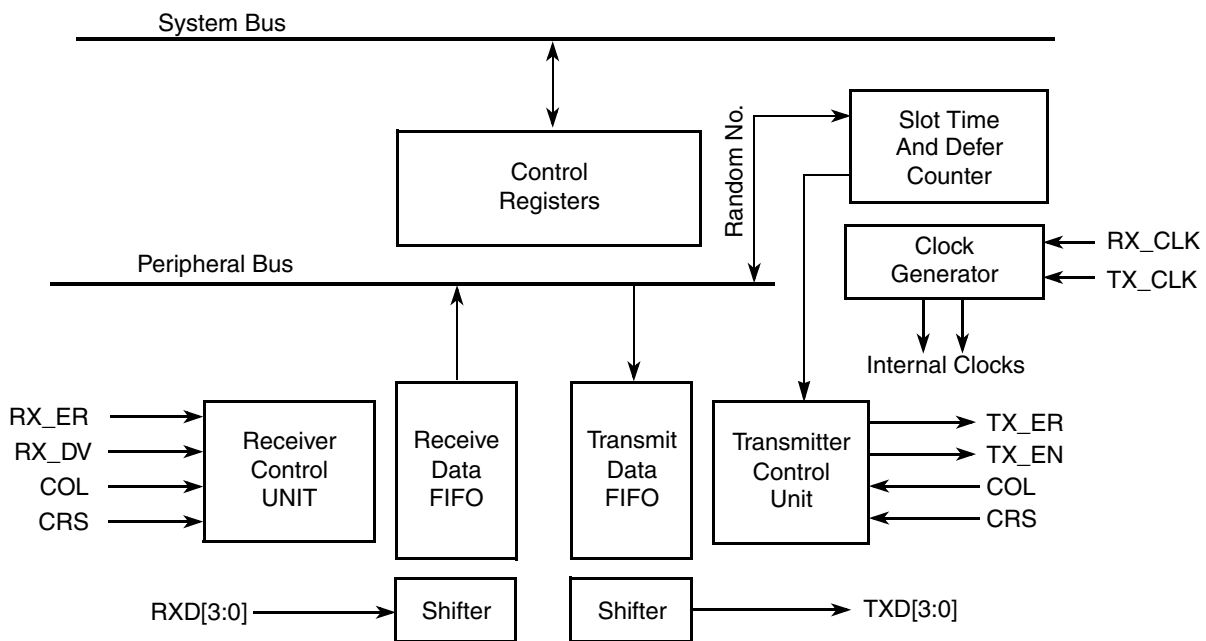 System Bus
Random No.
Slot Time
And Defer
Counter
Control
Registers
Clock
Generator
RX_CLK
TX_CLK
Peripheral Bus
Internal Clocks
RX_ER
RX_DV
COL
CRS
Receiver
Control
UNIT
Receive
Data
FIFO
Transmit
Data
FIFO
Transmitter
Control
Unit
TX_ER
TX_EN
COL
CRS
RXD[3:0]
Shifter
Shifter
TXD[3:0]